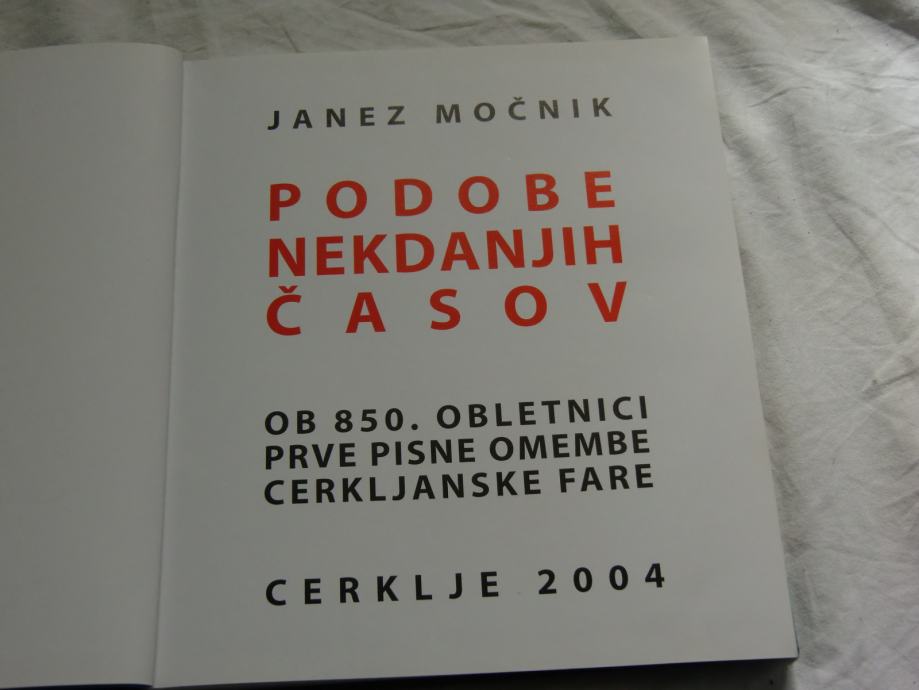 JANEZ MOČNIK
PODOBE
NEKDANJIH
ČASOV
OB 850. OBLETNICI
PRVE PISNE OMEMBE
CERKLJANSKE FARE
CERKLJE 2004